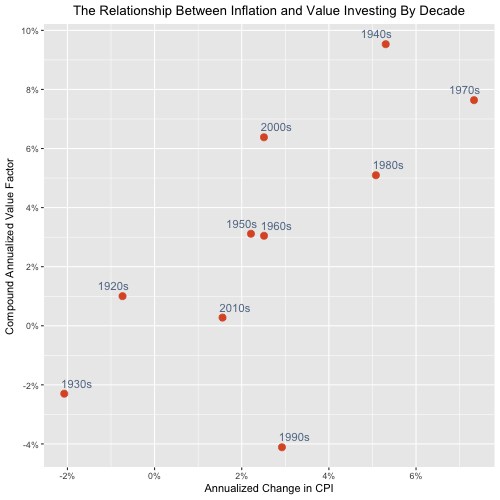 The Relationship Between Inflation and Value Investing By Decade
10%
8%
6%
4%
2%
0%
-2%
-4%
Compound Annualized Value Factor
1940s
1970s
2000s
1980s
1950s
1960s
1920s
2010s
1930s
1990s
-2%
0%
2%
4%
6%
Annualized Change in CPI